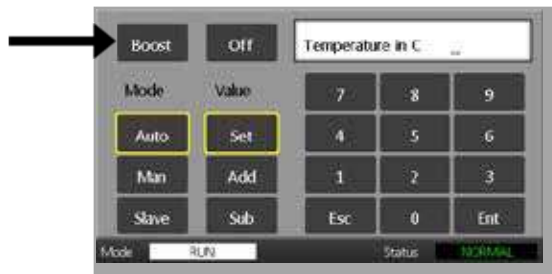 Boost Off Temperature in C _
Mode Value 7 8 9
Auto Set 4 5 6
Man Add 1 2 3
Slave Sub Esc 0 Ent
Mode RUN Status NORMAL